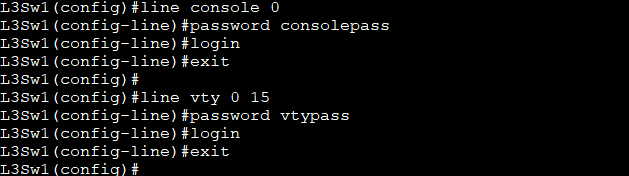 L3Sw1(config)#line console 0
L3Sw1(config-line)#password consolepass
L3Sw1(config-line)#login
L3Sw1(config-line)#exit
L3Sw1(config)#
L3Sw1(config)#line vty 0 15
L3Sw1(config-line)#password vtypass
L3Sw1(config-line)#login
L3Sw1(config-line)#exit
L3Sw1(config)#